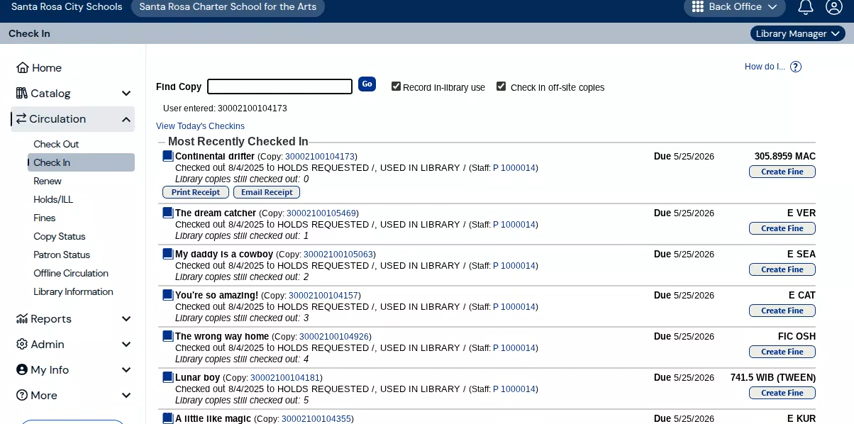 Santa Rosa City Schools
Santa Rosa Charter School for the Arts
Back Office
Check In
Library Manager
Home
Catalog
Circulation
Check Out
Check In
Renew
Holds/ILL
Fines
Copy Status
Patron Status
Offline Circulation
Library Information
Reports
Admin
My Info
More
How do I... ?
Find Copy Go Record in-library use Check in off-site copies
User entered: 30002100104173
View Today's Checkins
Most Recently Checked In
Continental drifter (Copy: 30002100104173) Due 5/25/2026 305.8959 MAC
Checked out 8/4/2025 to HOLDS REQUESTED /, USED IN LIBRARY / (Staff: P 1000014) Create Fine
Library copies still checked out: 0
Print Receipt Email Receipt
The dream catcher (Copy: 30002100105469) Due 5/25/2026 E VER
Checked out 8/4/2025 to HOLDS REQUESTED /, USED IN LIBRARY / (Staff: P 1000014) Create Fine
Library copies still checked out: 1
My daddy is a cowboy (Copy: 30002100105063) Due 5/25/2026 E SEA
Checked out 8/4/2025 to HOLDS REQUESTED /, USED IN LIBRARY / (Staff: P 1000014) Create Fine
Library copies still checked out: 2
You're so amazing! (Copy: 30002100104157) Due 5/25/2026 E CAT
Checked out 8/4/2025 to HOLDS REQUESTED /, USED IN LIBRARY / (Staff: P 1000014) Create Fine
Library copies still checked out: 3
The wrong way home (Copy: 30002100104926) Due 5/25/2026 FIC OSH
Checked out 8/4/2025 to HOLDS REQUESTED /, USED IN LIBRARY / (Staff: P 1000014) Create Fine
Library copies still checked out: 4
Lunar boy (Copy: 30002100104181) Due 5/25/2026 741.5 WIB (TWEEN)
Checked out 8/4/2025 to HOLDS REQUESTED /, USED IN LIBRARY / (Staff: P 1000014) Create Fine
Library copies still checked out: 5
A little like magic (Copy: 30002100104355) Due 5/25/2026 E KUR